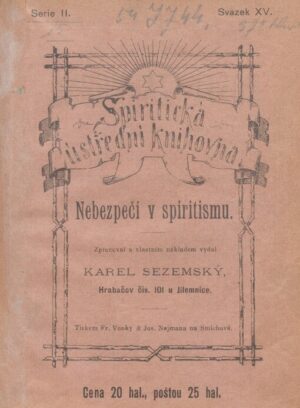 Serie II.
Svazek XV.
Spiritická
ústřední knihovna
Nebezpečí v spiritismu.
Zpracoval a vlastním nákladem vydal
KAREL SEZEMSKÝ,
Hrabačov čís. 101 u Jilemnice.
Tiskem Fr. Vonky & Jos. Najmana na Smíchově.
Cena 20 hal., poštou 25 hal.